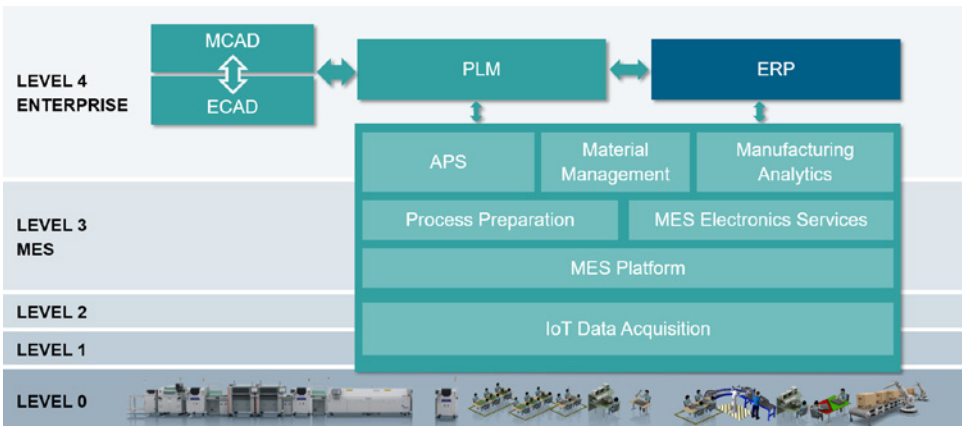 MCAD
ECAD
PLM
ERP
LEVEL 4
ENTERPRISE
APS
Material
Management
Manufacturing
Analytics
LEVEL 3
MES
Process Preparation
MES Electronics Services
MES Platform
LEVEL 2
IoT Data Acquisition
LEVEL 1
LEVEL 0